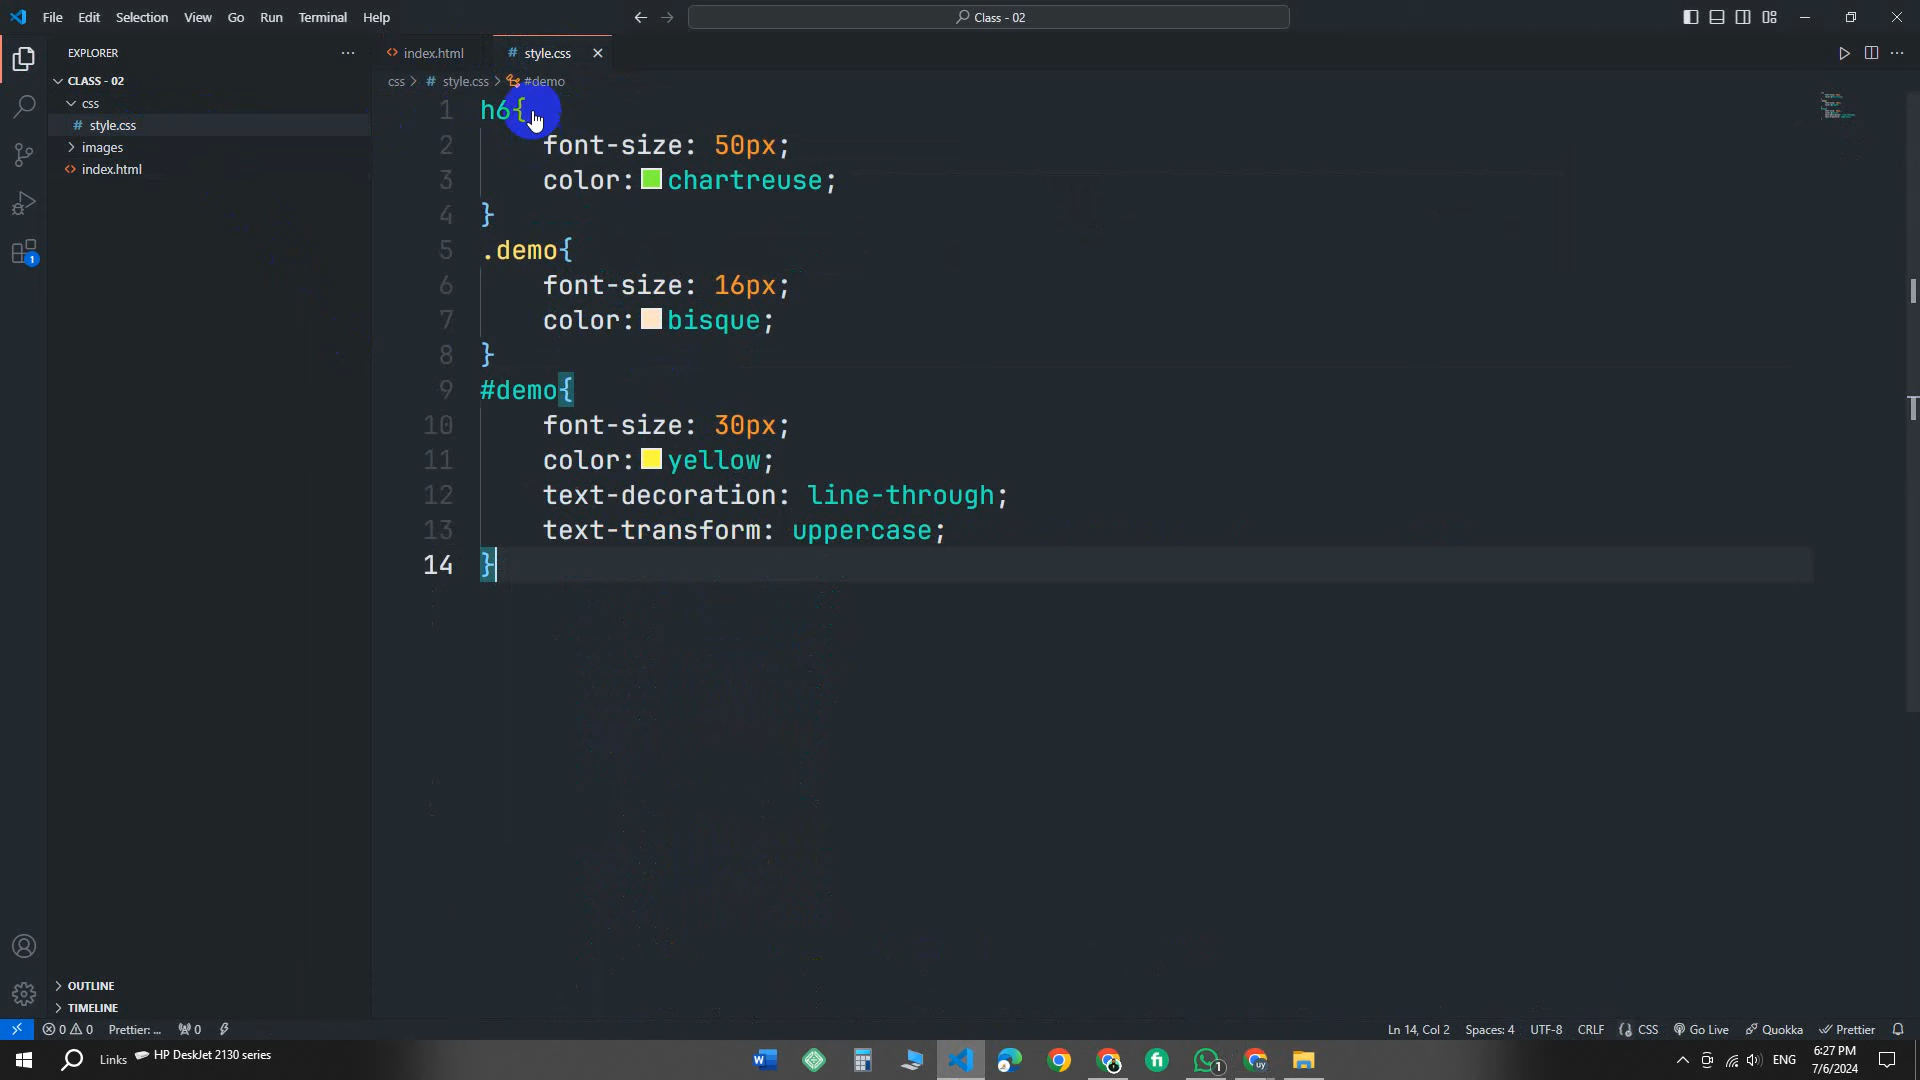 File Edit Selection View Go Run Terminal Help
Class - 02
EXPLORER
CLASS - 02
css
# style.css
images
index.html
OUTLINE
TIMELINE
index.html # style.css
css > # style.css > #demo
1 h6{
2 font-size: 50px;
3 color: chartreuse;
4 }
5 .demo{
6 font-size: 16px;
7 color: bisque;
8 }
9 #demo{
10 font-size: 30px;
11 color: yellow;
12 text-decoration: line-through;
13 text-transform: uppercase;
14 }
1
0 0 Prettier: ... 0
Ln 14, Col 2 Spaces: 4 UTF-8 CRLF CSS Go Live Quokka Prettier
Links HP DeskJet 2130 series
1
uy
ENG
6:27 PM
7/6/2024